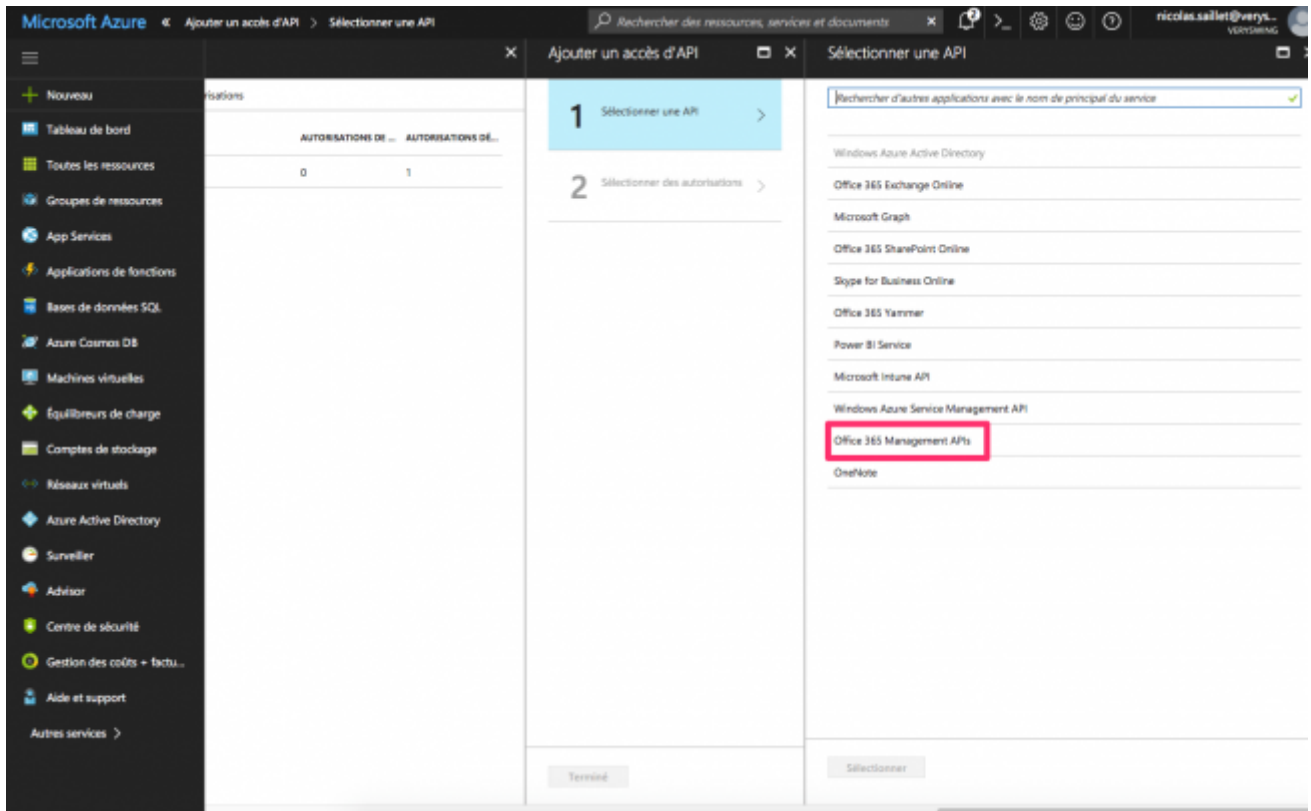 Microsoft Azure « Ajouter un accès d'API > Sélectionner une API
Rechercher des ressources, services et documents
2
nicolas.saillet@verys...
VERYSWING
Ajouter un accès d'API
Sélectionner une API
Nouveau
Tableau de bord
Toutes les ressources
Groupes de ressources
App Services
Applications de fonctions
Bases de données SQL
Azure Cosmos DB
Machines virtuelles
Équilibreurs de charge
Comptes de stockage
Réseaux virtuels
Azure Active Directory
Surveiller
Advisor
Centre de sécurité
Gestion des coûts + factu...
Aide et support
Autres services >
risations
AUTORISATIONS DE ... AUTORISATIONS DÉ...
0 1
1 Sélectionner une API
2 Sélectionner des autorisations
Terminé
Rechercher d'autres applications avec le nom de principal du service
Windows Azure Active Directory
Office 365 Exchange Online
Microsoft Graph
Office 365 SharePoint Online
Skype for Business Online
Office 365 Yammer
Power BI Service
Microsoft Intune API
Windows Azure Service Management API
Office 365 Management APIs
OneNote
Sélectionner